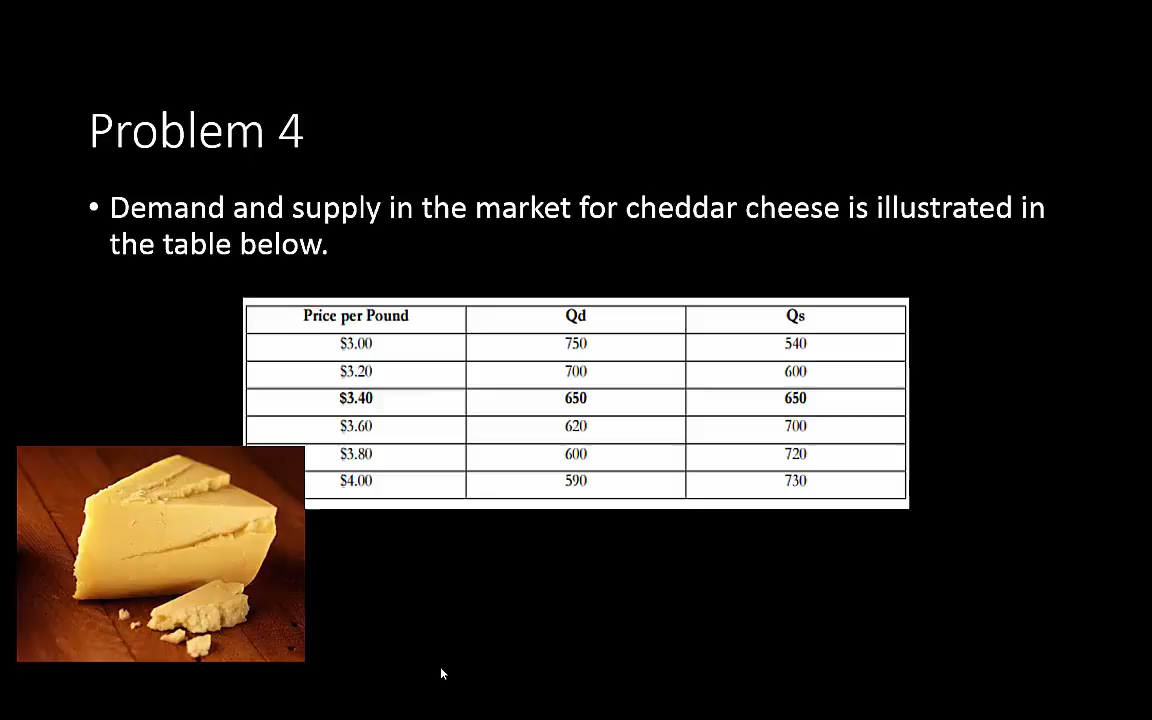 Problem 4
• Demand and supply in the market for cheddar cheese is illustrated in
the table below.
Price per Pound Qd Qs
$3.00 750 540
$3.20 700 600
$3.40 650 650
$3.60 620 700
$3.80 600 720
$4.00 590 730